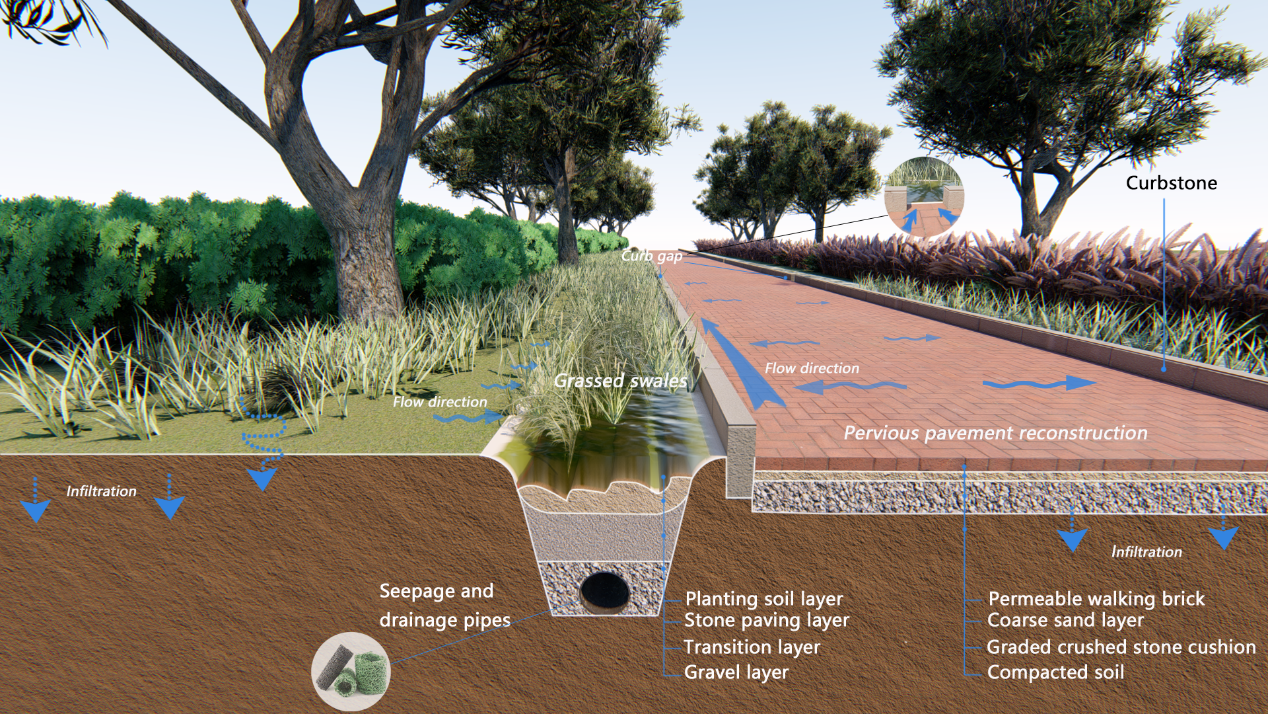 Curbstone
Curb gap
Flow direction
Grassed swales
Flow direction
Pervious pavement reconstruction
Infiltration
Infiltration
Seepage and
drainage pipes
Planting soil layer
Stone paving layer
Transition layer
Gravel layer
Permeable walking brick
Coarse sand layer
Graded crushed stone cushion
Compacted soil